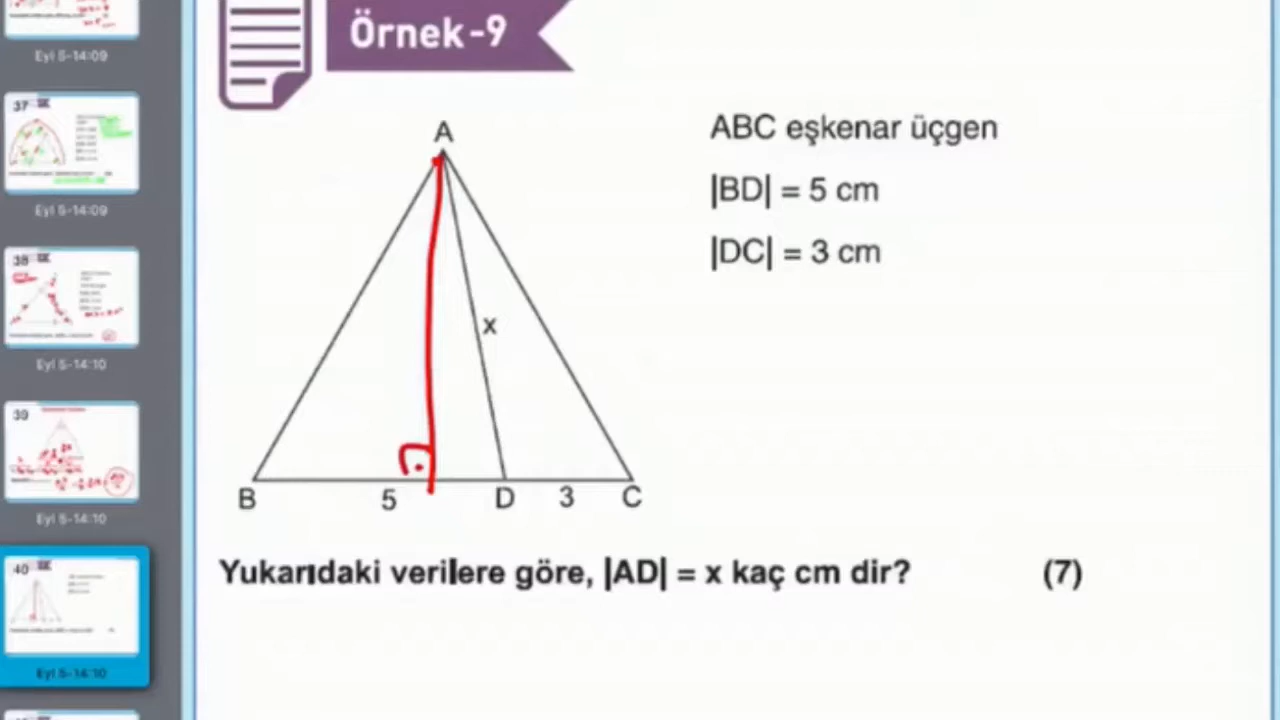 Örnek-9
Eyl 5-14:09
37
Eyl 5-14:09
38
Eyl 5-14:10
39
Eyl 5-14:10
40
Eyl 5-14:10
A
x
B
5
D
3
C
ABC eşkenar üçgen
|BD| = 5 cm
|DC| = 3 cm
Yukarıdaki verilere göre, |AD| = x kaç cm dir? (7)